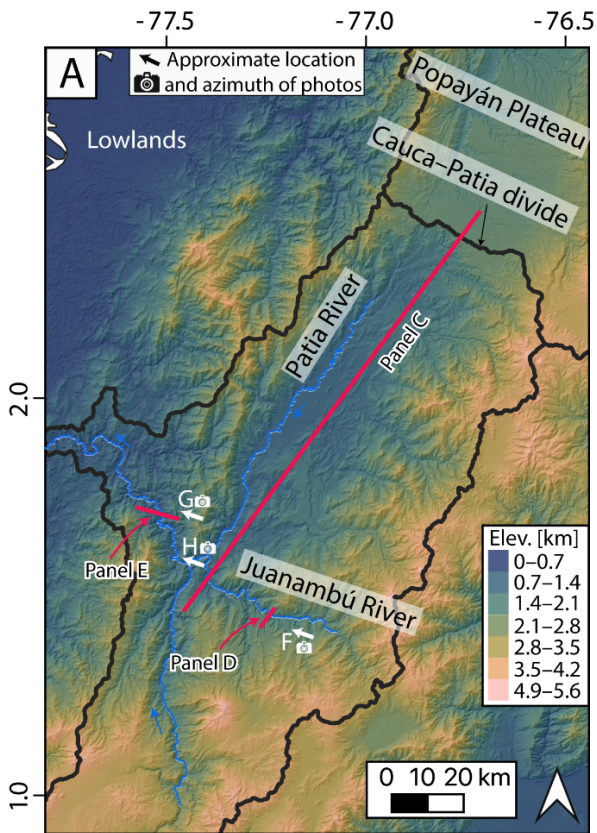 -77.5
-77.0
-76.5
A
Approximate location
and azimuth of photos
Popayán Plateau
Lowlands
Cauca–Patia divide
Patia River
Panel C
2.0
G
Panel E
H
Elev. [km]
0–0.7
0.7–1.4
1.4–2.1
2.1–2.8
2.8–3.5
3.5–4.2
4.9–5.6
Juanambú River
Panel D
F
0 10 20 km
1.0